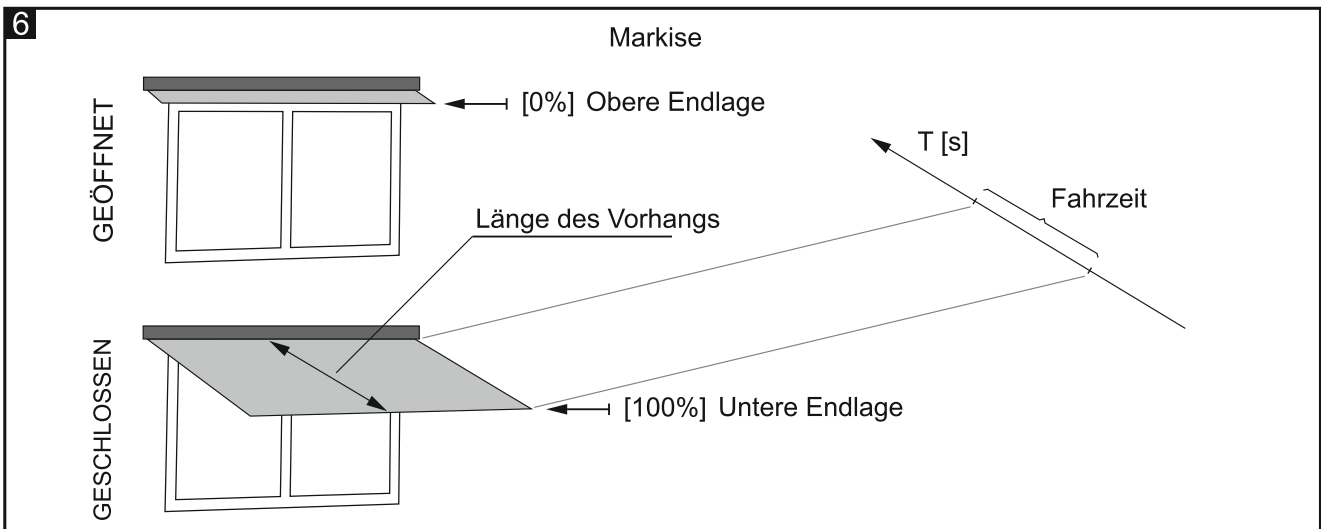 6
Markise
GEÖFFNET
[0%] Obere Endlage
T [s]
Fahrzeit
Länge des Vorhangs
GESCHLOSSEN
[100%] Untere Endlage